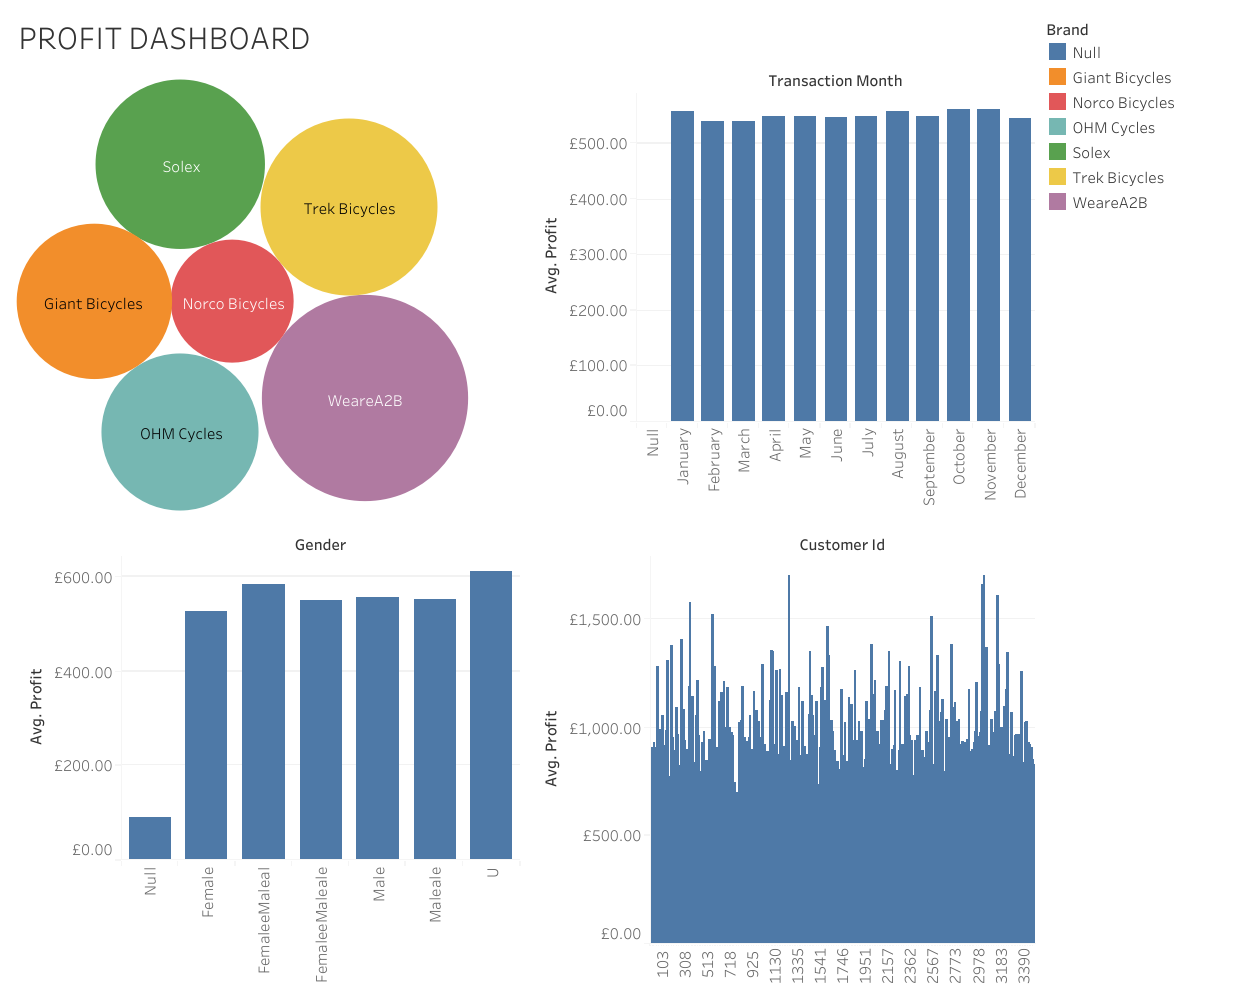 PROFIT DASHBOARD
Solex
Trek Bicycles
Giant Bicycles
Norco Bicycles
WeareA2B
OHM Cycles
Transaction Month
Avg. Profit
£500.00
£400.00
£300.00
£200.00
£100.00
£0.00
Null
January
February
March
April
May
June
July
August
September
October
November
December
Brand
Null
Giant Bicycles
Norco Bicycles
OHM Cycles
Solex
Trek Bicycles
WeareA2B
Gender
Avg. Profit
£600.00
£400.00
£200.00
£0.00
Null
Female
FemaleeMaleal
FemaleeMaleale
Male
Maleale
U
Customer Id
Avg. Profit
£1,500.00
£1,000.00
£500.00
£0.00
103
308
513
718
925
1130
1335
1541
1746
1951
2157
2362
2567
2773
2978
3183
3390